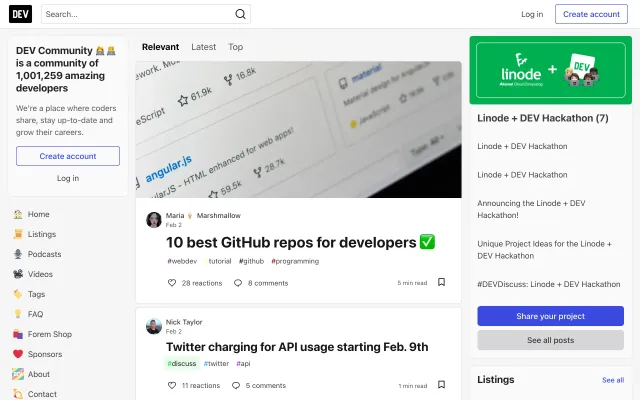 DEV
Search...
Log in
Create account
DEV Community
is a community of
1,001,259 amazing
developers
We're a place where coders
share, stay up-to-date and
grow their careers.
Create account
Log in
Home
Listings
Podcasts
Videos
Tags
FAQ
Forem Shop
Sponsors
About
Contact
Relevant
Latest
Top
16.8k
61.9k
material
Material design for
JavaScript
angular.js
HTML enhanced for web apps!
28.7k
59.5k
Type: All
Maria Marshmallow
Feb 2
10 best GitHub repos for developers ✅
#webdev tutorial #github #programming
28 reactions
8 comments
5 min read
Nick Taylor
Feb 2
Twitter charging for API usage starting Feb. 9th
#discuss #twitter #api
11 reactions
5 comments
1 min read
linode + DEV
Linode + DEV Hackathon (7)
Linode + DEV Hackathon
Linode + DEV Hackathon
Announcing the Linode + DEV
Hackathon!
Unique Project Ideas for the Linode +
DEV Hackathon
#DEVDiscuss: Linode + DEV Hackathon
Share your project
See all posts
Listings
See all